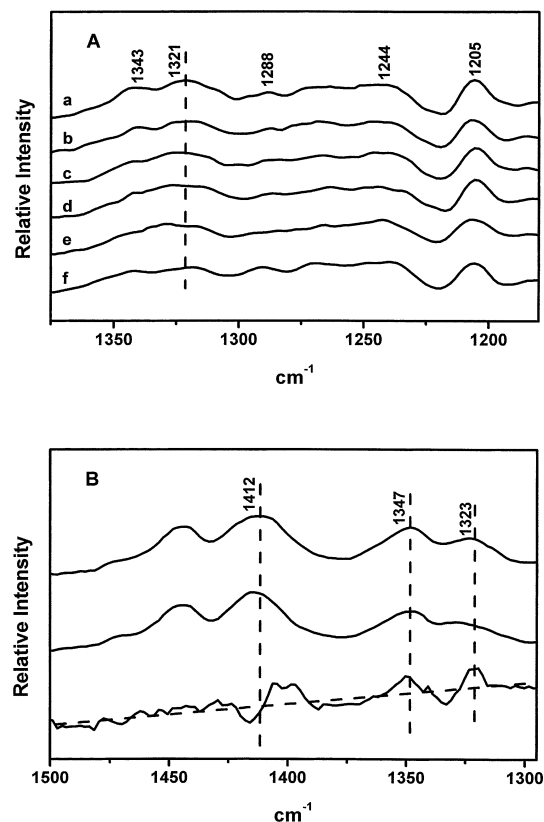 A
1343
1321
1288
1244
1205
a
b
c
d
e
f
Relative Intensity
1350 1300 1250 1200
cm-1
B
1412
1347
1323
Relative Intensity
1500 1450 1400 1350 1300
cm-1